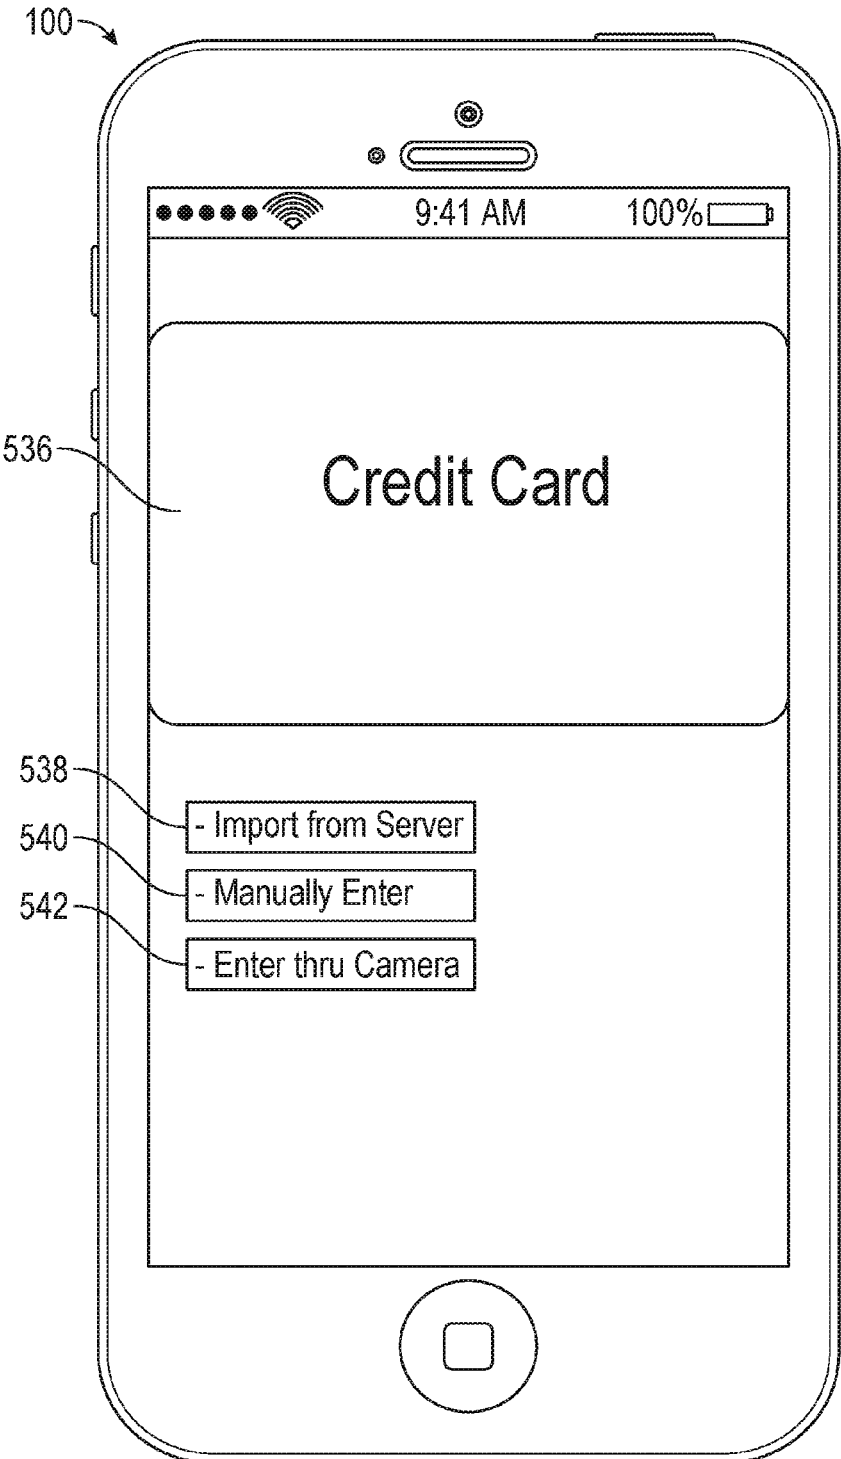 100
9:41 AM 100%
536
Credit Card
538
- Import from Server
540
- Manually Enter
542
- Enter thru Camera